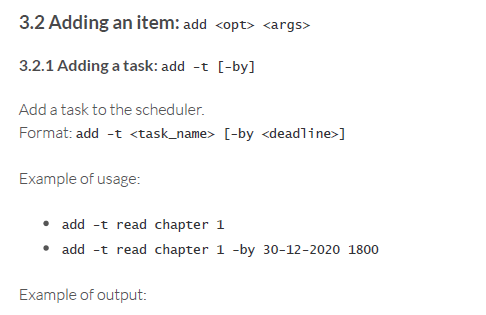 3.2 Adding an item: add <opt> <args>
3.2.1 Adding a task: add -t [-by]
Add a task to the scheduler.
Format: add -t <task_name> [-by <deadline>]
Example of usage:
• add -t read chapter 1
• add -t read chapter 1 -by 30-12-2020 1800
Example of output: